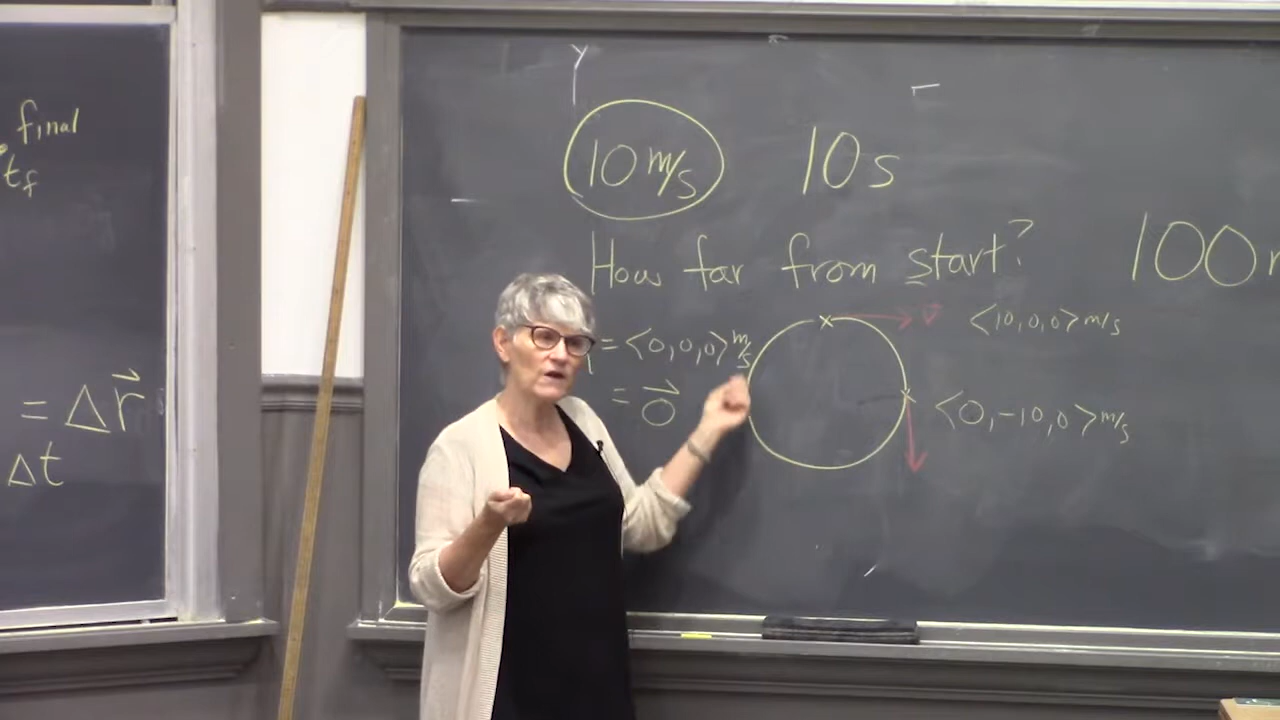 final
tf
= Δr⃗
Δt
Y
10 m/s
10 s
How far from start?
100
v⃗
<10,0,0> m/s
= <0,0,0> m/s
= 0⃗
<0,-10,0> m/s